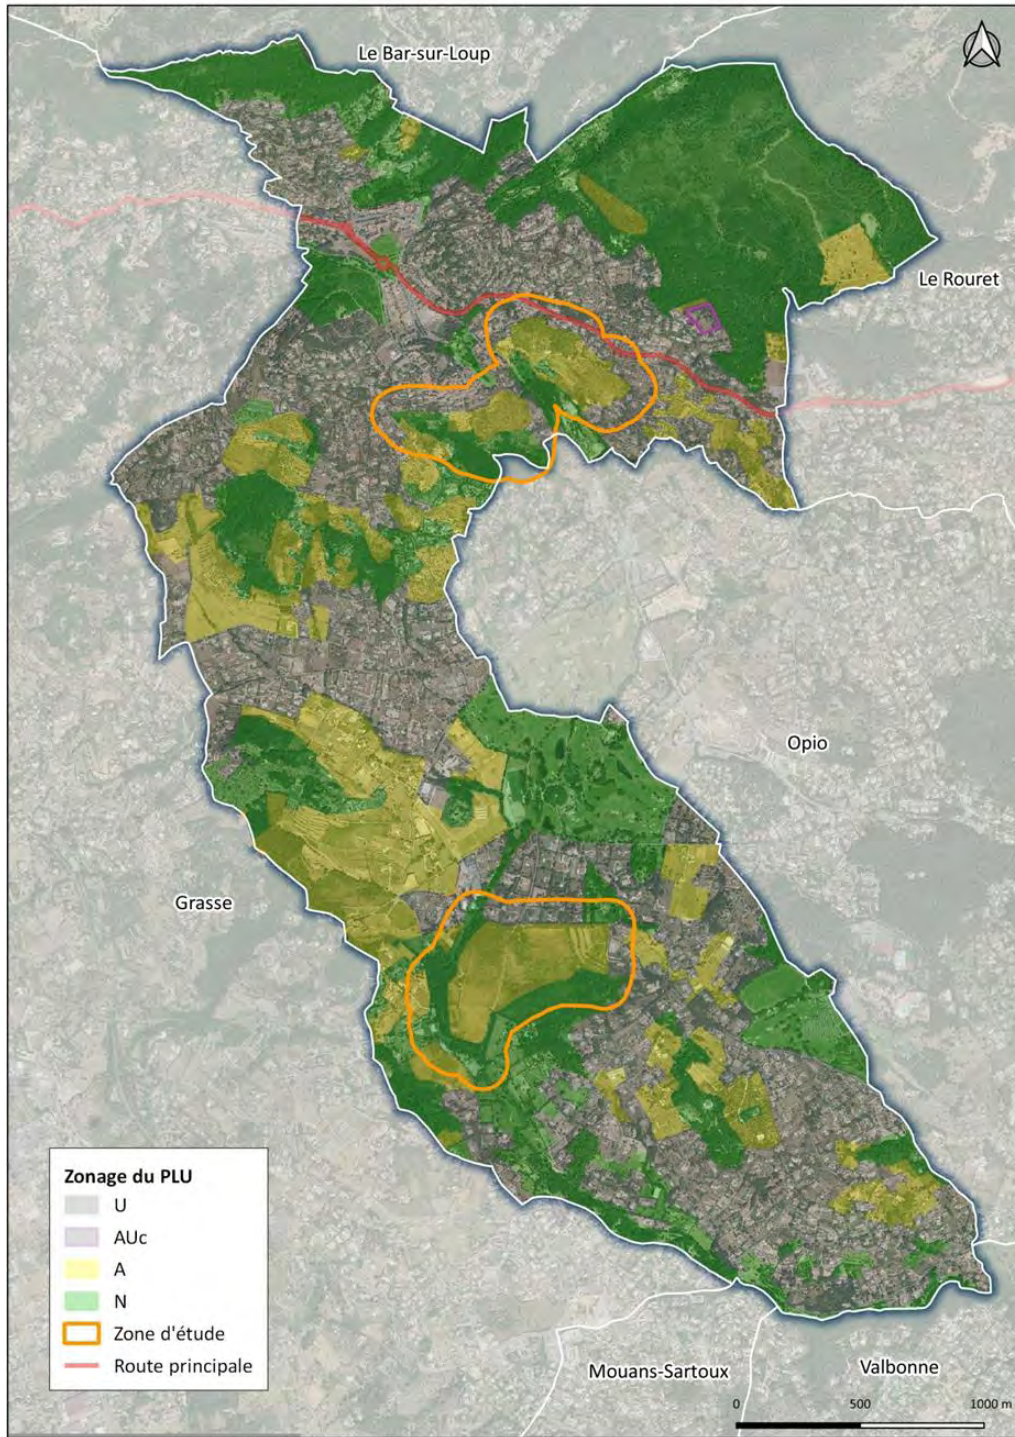 Le Bar-sur-Loup
Le Rouret
Opio
Grasse
Zonage du PLU
U
AUc
A
N
Zone d'étude
Route principale
Mouans-Sartoux
Valbonne
0 500 1000 m